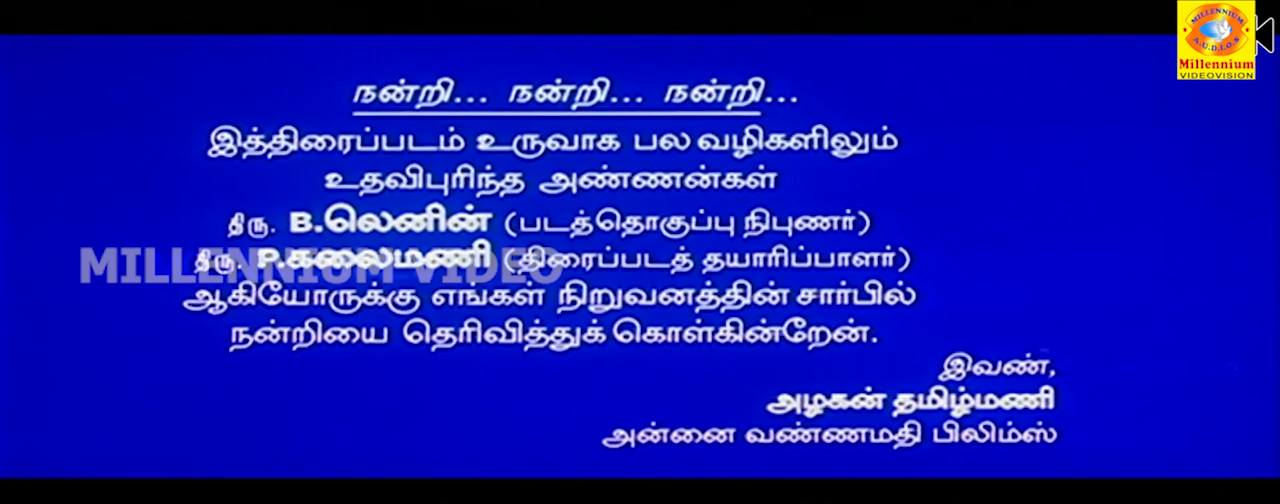 MILLENNIUM
A.U.D.I.O.S
Millennium
VIDEOVISION
நன்றி... நன்றி... நன்றி...
இத்திரைப்படம் உருவாக பல வழிகளிலும்
உதவிபுரிந்த அண்ணன்கள்
திரு. B.லெனின் (படத்தொகுப்பு நிபுணர்)
திரு. P.கலைமணி (திரைப்படத் தயாரிப்பாளர்)
MILLENNIUM VIDEO
ஆகியோருக்கு எங்கள் நிறுவனத்தின் சார்பில்
நன்றியை தெரிவித்துக் கொள்கின்றேன்.
இவண்,
அழகன் தமிழ்மணி
அன்னை வண்ணமதி பிலிம்ஸ்